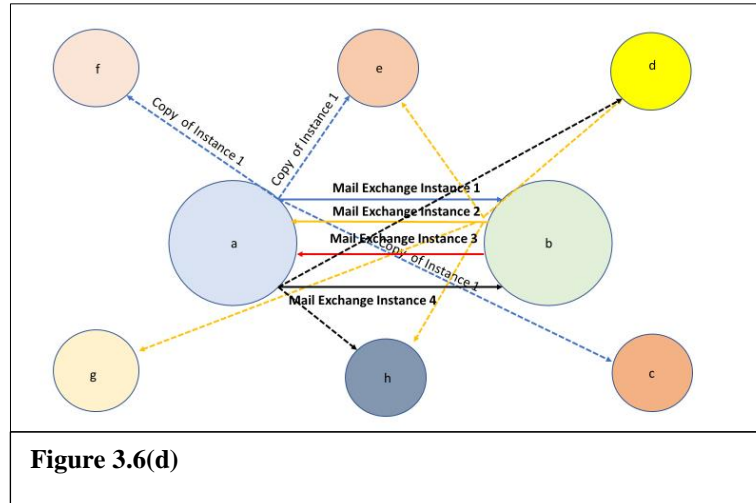 f
e
d
Copy of Instance 1
Copy of Instance 1
Mail Exchange Instance 1
Mail Exchange Instance 2
a
Mail Exchange Instance 3
b
Copy of Instance 1
Mail Exchange Instance 4
g
h
c
Figure 3.6(d)